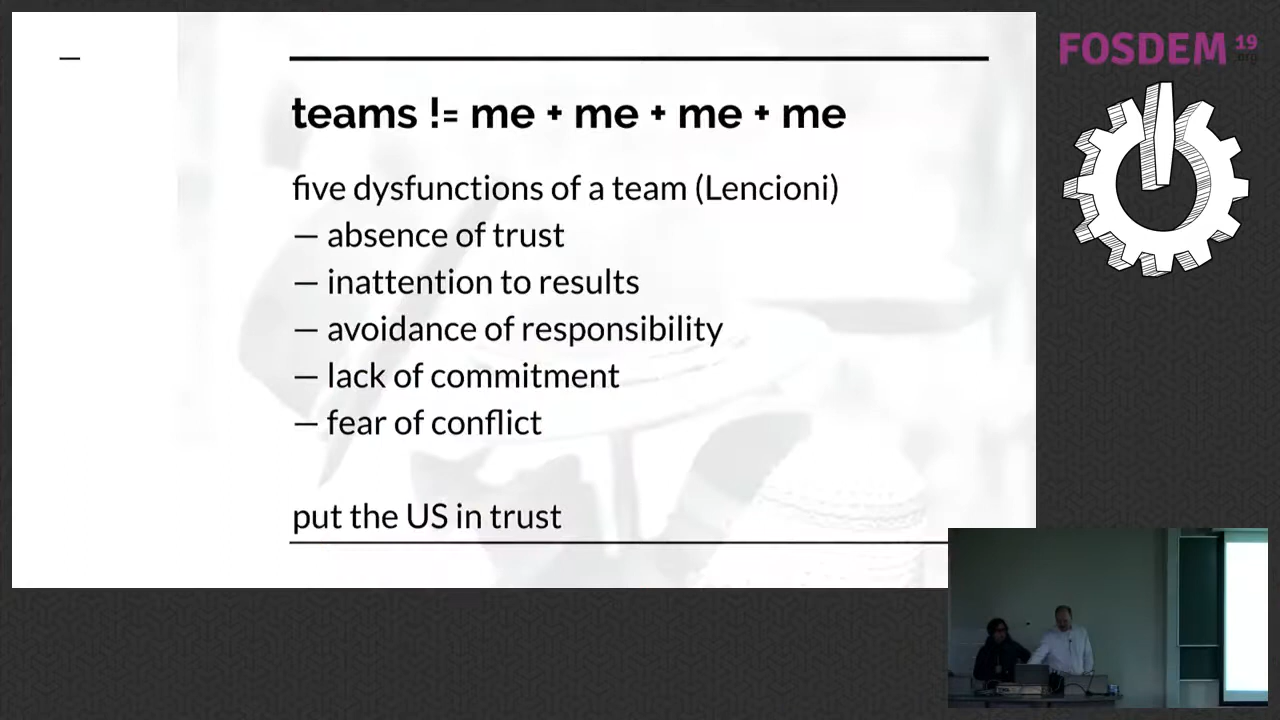 teams != me + me + me + me
five dysfunctions of a team (Lencioni)
— absence of trust
— inattention to results
— avoidance of responsibility
— lack of commitment
— fear of conflict
put the US in trust
FOSDEM 19
.org